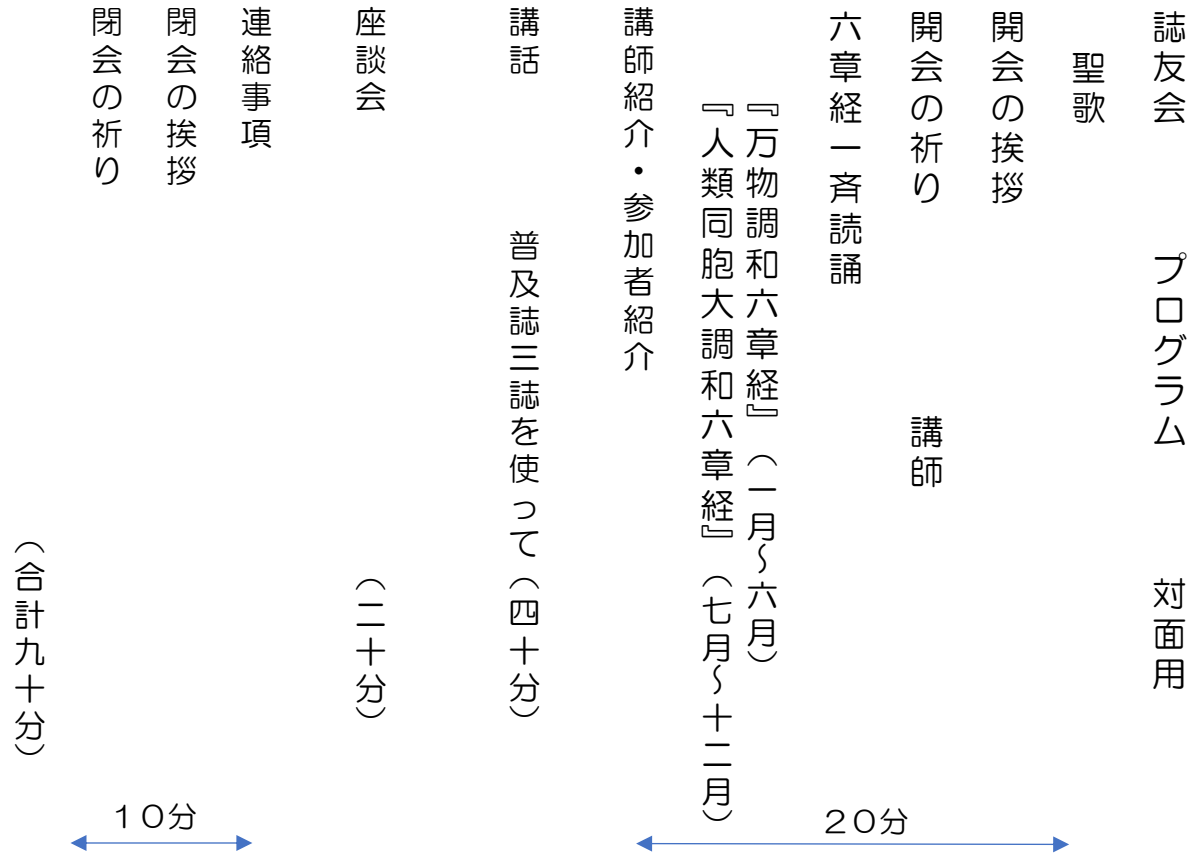 誌友会　プログラム　対面用
聖歌
開会の挨拶
開会の祈り　講師
六章経一斉読誦
『万物調和六章経』（一月～六月）
『人類同胞大調和六章経』（七月～十二月）
講師紹介・参加者紹介
講話　普及誌三誌を使って（四十分）
座談会　（二十分）
連絡事項
閉会の挨拶
閉会の祈り
（合計九十分）
２０分
１０分